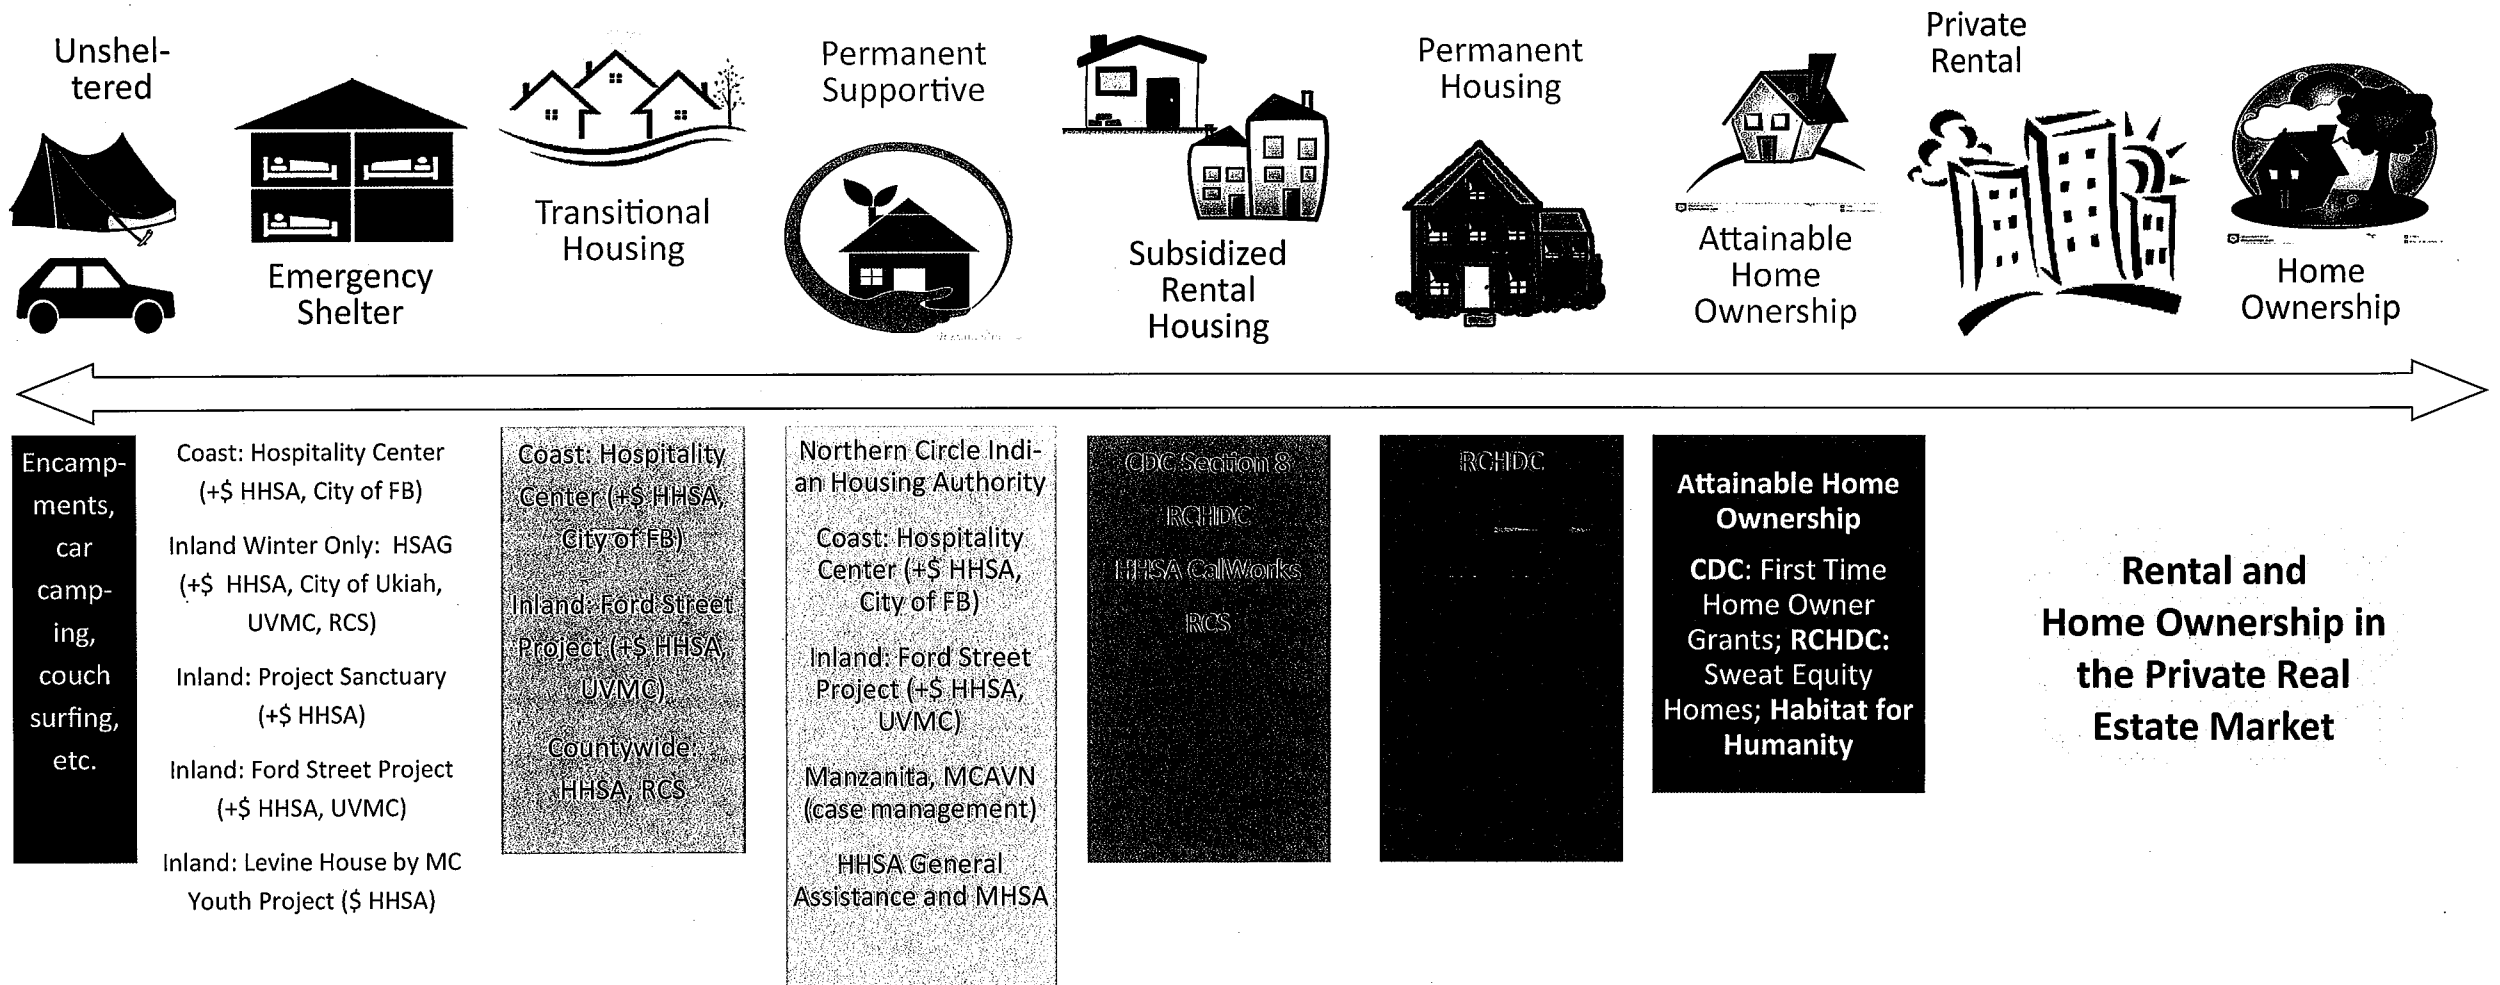 Unshel-
tered
Emergency
Shelter
Transitional
Housing
Permanent
Supportive
Subsidized
Rental
Housing
Permanent
Housing
Attainable
Home
Ownership
Private
Rental
Home
Ownership
Encamp-
ments,
car
camp-
ing,
couch
surfing,
etc.
Coast: Hospitality Center
(+$ HHSA, City of FB)
Inland Winter Only: HSAG
(+$ HHSA, City of Ukiah,
UVMC, RCS)
Inland: Project Sanctuary
(+$ HHSA)
Inland: Ford Street Project
(+$ HHSA, UVMC)
Inland: Levine House by MC
Youth Project ($ HHSA)
Coast: Hospitality
Center (+$ HHSA,
City of FB)
Inland: Ford Street
Project (+$ HHSA,
UVMC)
Countywide:
HHSA, RCS
Northern Circle Indi-
an Housing Authority
Coast: Hospitality
Center (+$ HHSA,
City of FB)
Inland: Ford Street
Project (+$ HHSA,
UVMC)
Manzanita, MCAVN
(case management)
HHSA General
Assistance and MHSA
CDC Section 8
RCHDC
HHSA CalWorks
RCS
RCHDC
Attainable Home
Ownership
CDC: First Time
Home Owner
Grants; RCHDC:
Sweat Equity
Homes; Habitat for
Humanity
Rental and
Home Ownership in
the Private Real
Estate Market